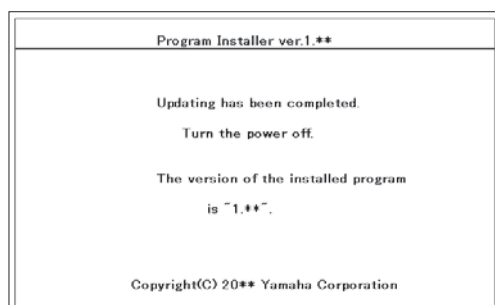 Program Installer ver.1.**
Updating has been completed.
Turn the power off.
The version of the installed program
is ˜1.**˜.
Copyright(C) 20** Yamaha Corporation